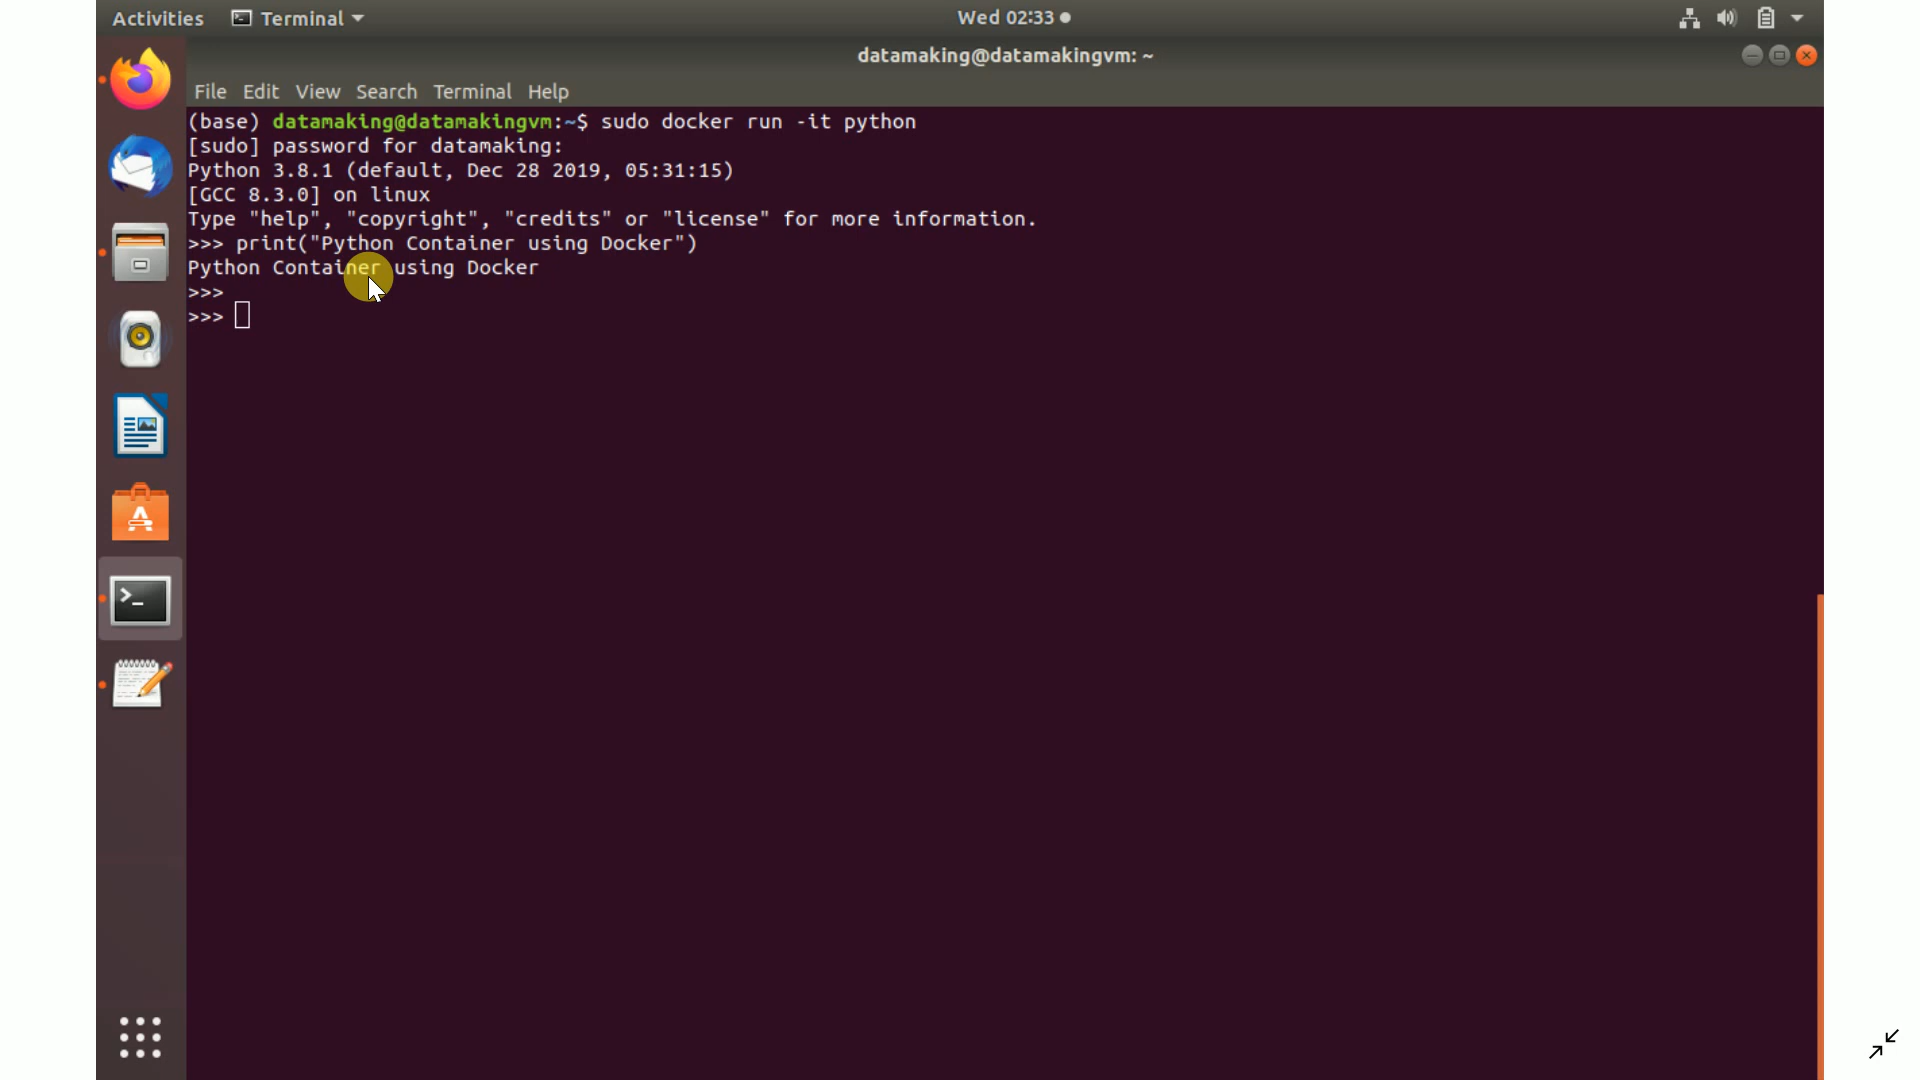 Activities Terminal Wed 02:33
datamaking@datamakingvm: ~
File Edit View Search Terminal Help
(base) datamaking@datamakingvm:~$ sudo docker run -it python
[sudo] password for datamaking:
Python 3.8.1 (default, Dec 28 2019, 05:31:15)
[GCC 8.3.0] on linux
Type "help", "copyright", "credits" or "license" for more information.
>>> print("Python Container using Docker")
Python Container using Docker
>>>
>>>